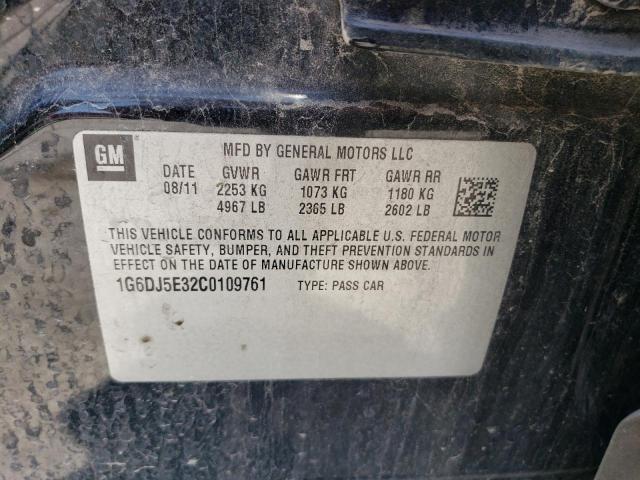 GM
MFD BY GENERAL MOTORS LLC
DATE GVWR GAWR FRT GAWR RR
08/11 2253 KG 1073 KG 1180 KG
4967 LB 2365 LB 2602 LB
THIS VEHICLE CONFORMS TO ALL APPLICABLE U.S. FEDERAL MOTOR
VEHICLE SAFETY, BUMPER, AND THEFT PREVENTION STANDARDS IN
EFFECT ON THE DATE OF MANUFACTURE SHOWN ABOVE.
1G6DJ5E32C0109761 TYPE: PASS CAR